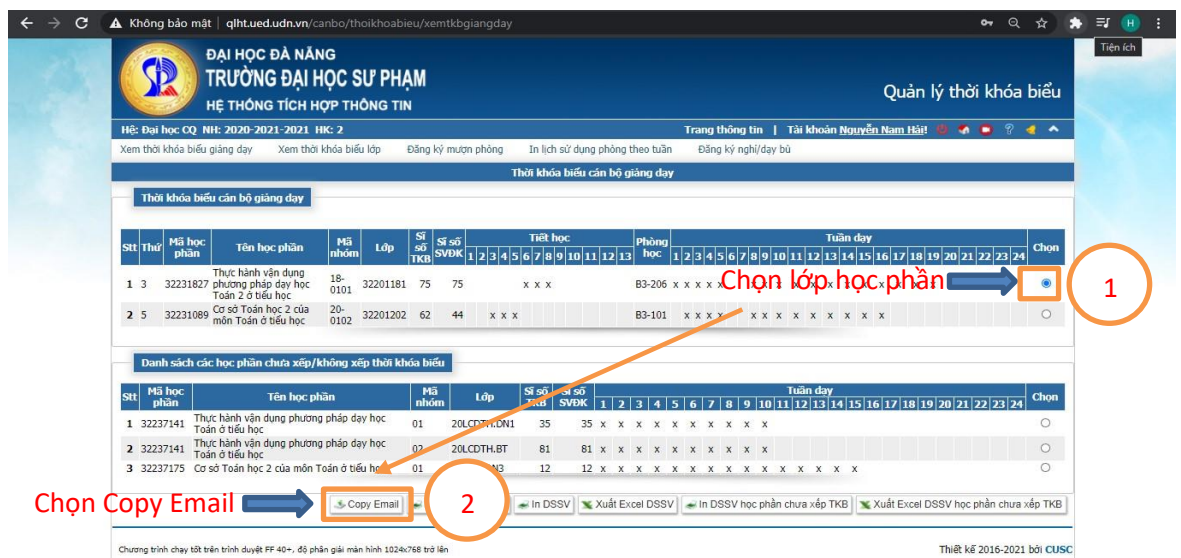 Không bảo mật | qlht.ued.udn.vn/canbo/thoikhoabieu/xemtkbgiangday
H
Tiện ích
ĐẠI HỌC ĐÀ NẴNG
TRƯỜNG ĐẠI HỌC SƯ PHẠM
HỆ THỐNG TÍCH HỢP THÔNG TIN
Quản lý thời khóa biểu
Hệ: Đại học CQ NH: 2020-2021-2021 HK: 2 Trang thông tin | Tài khoản Nguyễn Nam Hải!
Xem thời khóa biểu giảng dạy Xem thời khóa biểu lớp Đăng ký mượn phòng In lịch sử dụng phòng theo tuần Đăng ký nghỉ/dạy bù
Thời khóa biểu cán bộ giảng dạy
Thời khóa biểu cán bộ giảng dạy
Stt Thứ Mã học phần Tên học phần Mã nhóm Lớp Sĩ số TKB Sĩ số SVĐK Tiết học Phòng học Tuần dạy Chọn
1 2 3 4 5 6 7 8 9 10 11 12 13 1 2 3 4 5 6 7 8 9 10 11 12 13 14 15 16 17 18 19 20 21 22 23 24
1 3 32231827 Thực hành vận dụng phương pháp dạy học Toán 2 ở tiểu học 18-0101 32201181 75 75 x x x B3-206 x x x x x
Chọn lớp học phần
1
2 5 32231089 Cơ sở Toán học 2 của môn Toán ở tiểu học 20-0102 32201202 62 44 x x x B3-101 x x x x x x x x x x x x x
Danh sách các học phần chưa xếp/không xếp thời khóa biểu
Stt Mã học phần Tên học phần Mã nhóm Lớp Sĩ số TKB Sĩ số SVĐK Tuần dạy Chọn
1 2 3 4 5 6 7 8 9 10 11 12 13 14 15 16 17 18 19 20 21 22 23 24
1 32237141 Thực hành vận dụng phương pháp dạy học Toán ở tiểu học 01 20LCDTH.DN1 35 35 x x x x x x x x x x
2 32237141 Thực hành vận dụng phương pháp dạy học Toán ở tiểu học 02 20LCDTH.BT 81 81 x x x x x x x x x x
3 32237175 Cơ sở Toán học 2 của môn Toán ở tiểu học 01 12 12 x x x x x x x x x x x x x x x
Chọn Copy Email
Copy Email
2
In DSSV
Xuất Excel DSSV
In DSSV học phần chưa xếp TKB
Xuất Excel DSSV học phần chưa xếp TKB
Chương trình chạy tốt trên trình duyệt FF 40+, độ phân giải màn hình 1024x768 trở lên
Thiết kế 2016-2021 bởi CUSC